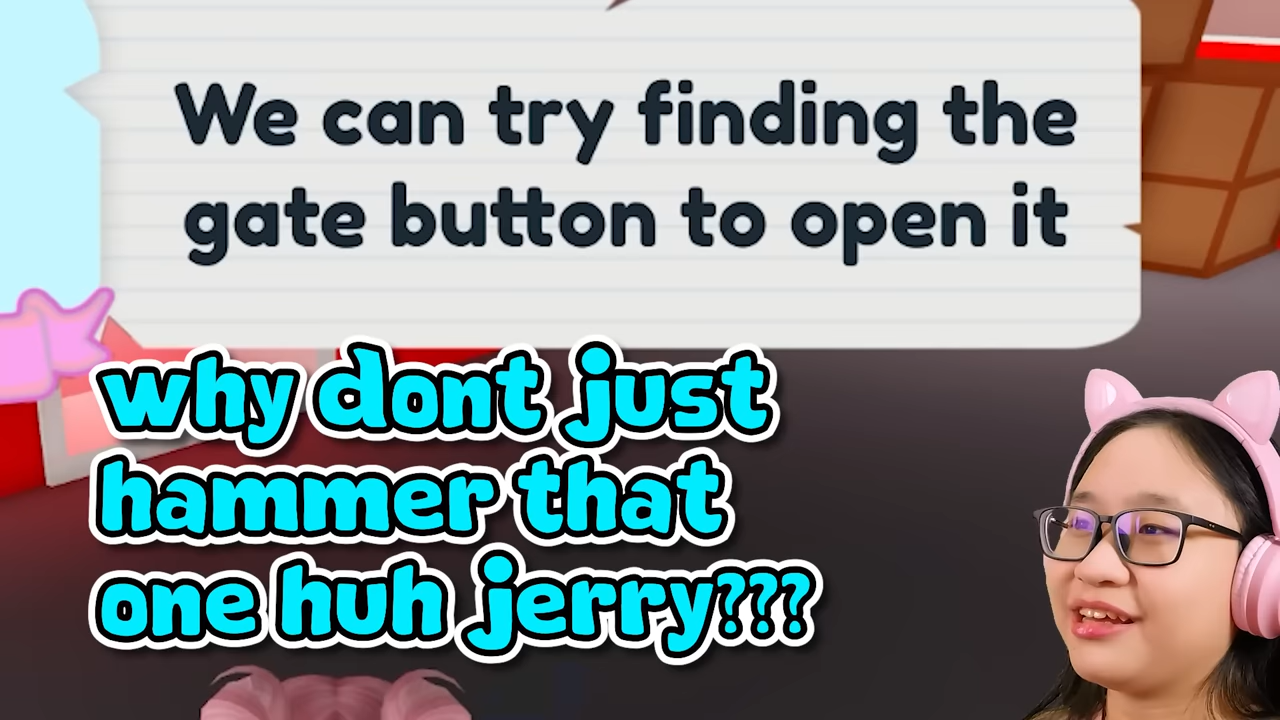 We can try finding the
gate button to open it
why dont just
hammer that
one huh jerry???